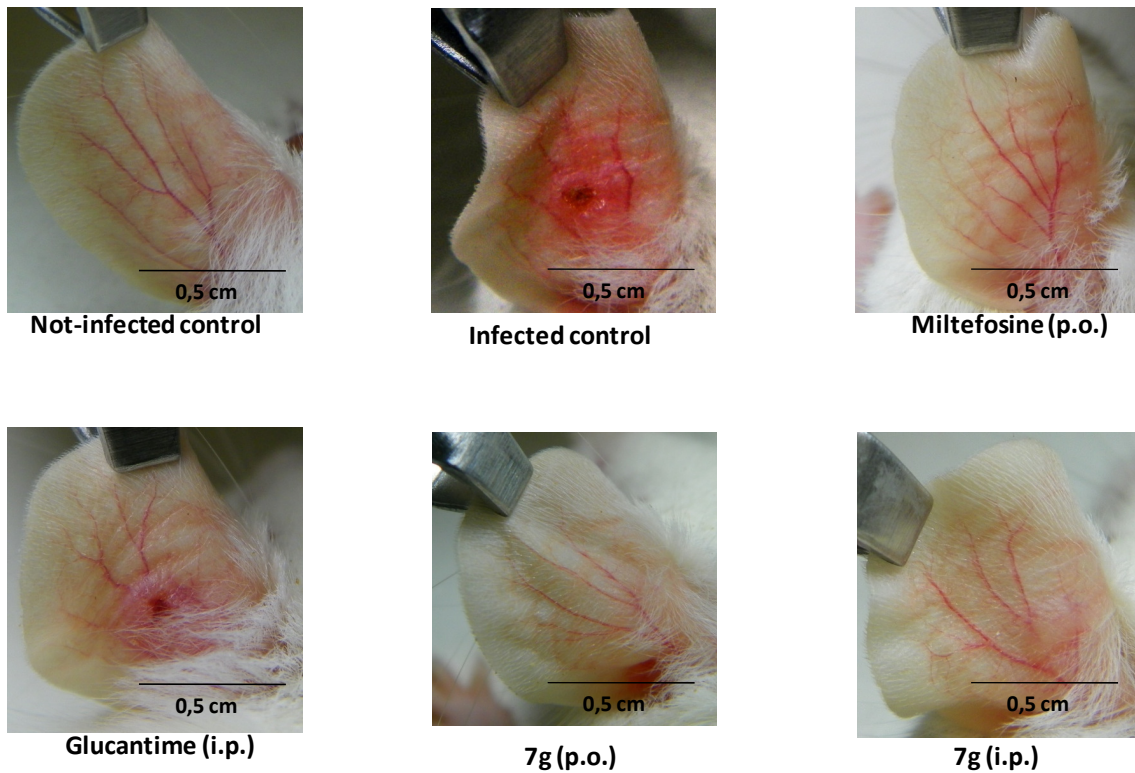 0,5 cm
0,5 cm
0,5 cm
Not-infected control
Infected control
Miltefosine (p.o.)
0,5 cm
0,5 cm
0,5 cm
Glucantime (i.p.)
7g (p.o.)
7g (i.p.)